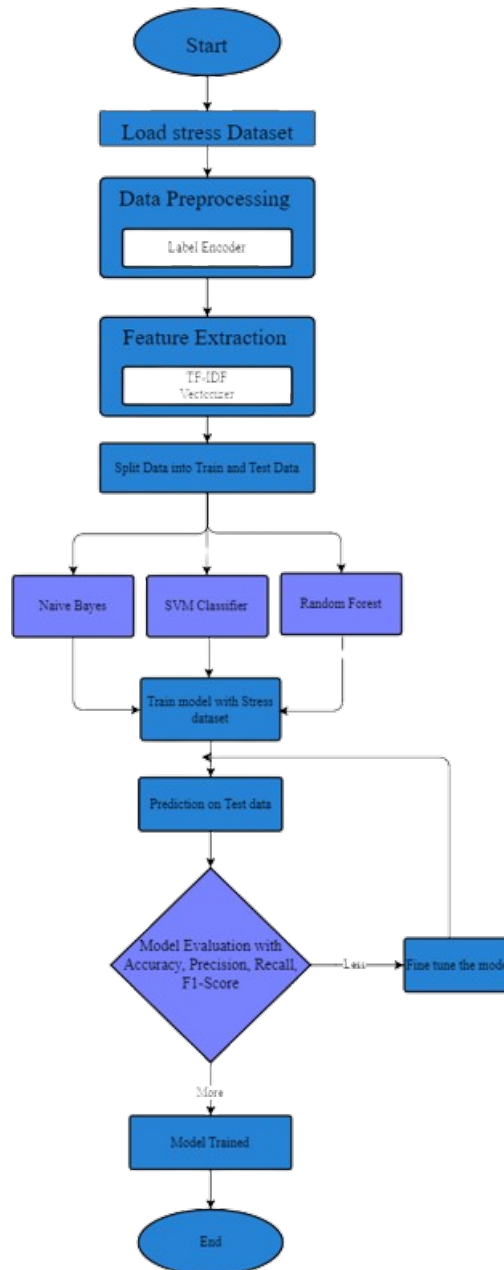 Start
Load stress Dataset
Data Preprocessing
Label Encoder
Feature Extraction
TF-IDF
Vectorizer
Split Data into Train and Test Data
Naive Bayes
SVM Classifier
Random Forest
Train model with Stress
dataset
Prediction on Test data
Model Evaluation with
Accuracy, Precision, Recall,
F1-Score
Less
Fine tune the mode
More
Model Trained
End